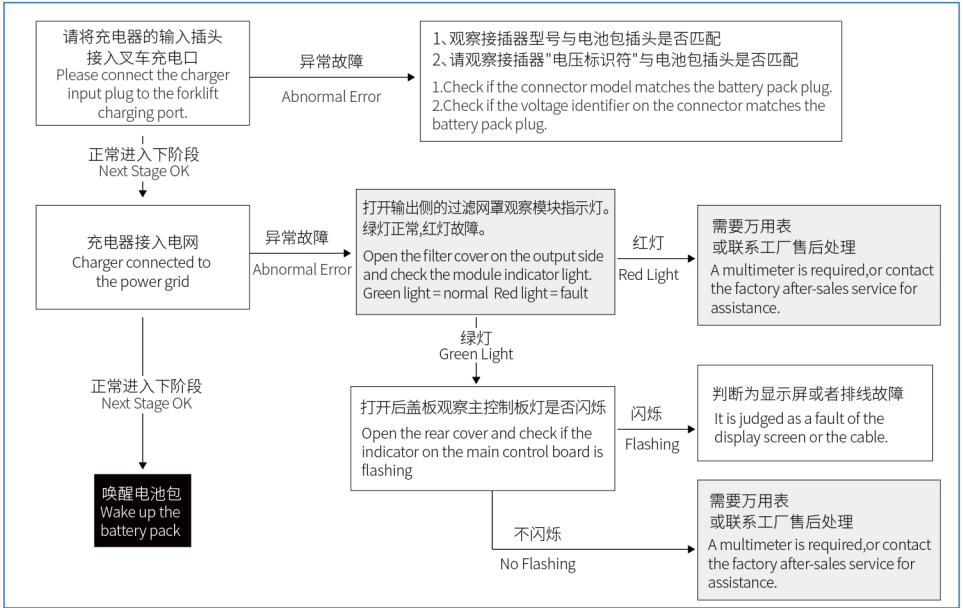 请将充电器的输入插头
接入叉车充电口
Please connect the charger
input plug to the forklift
charging port.
异常故障
Abnormal Error
1、观察接插器型号与电池包插头是否匹配
2、请观察接插器"电压标识符"与电池包插头是否匹配
1.Check if the connector model matches the battery pack plug.
2.Check if the voltage identifier on the connector matches the
battery pack plug.
正常进入下阶段
Next Stage OK
充电器接入电网
Charger connected to
the power grid
异常故障
Abnormal Error
打开输出侧的过滤网罩观察模块指示灯。
绿灯正常,红灯故障。
Open the filter cover on the output side
and check the module indicator light.
Green light = normal Red light = fault
红灯
Red Light
需要万用表
或联系工厂售后处理
A multimeter is required,or contact
the factory after-sales service for
assistance.
绿灯
Green Light
正常进入下阶段
Next Stage OK
打开后盖板观察主控制板灯是否闪烁
Open the rear cover and check if the
indicator on the main control board is
flashing
闪烁
Flashing
判断为显示屏或者排线故障
It is judged as a fault of the
display screen or the cable.
唤醒电池包
Wake up the
battery pack
不闪烁
No Flashing
需要万用表
或联系工厂售后处理
A multimeter is required,or contact
the factory after-sales service for
assistance.